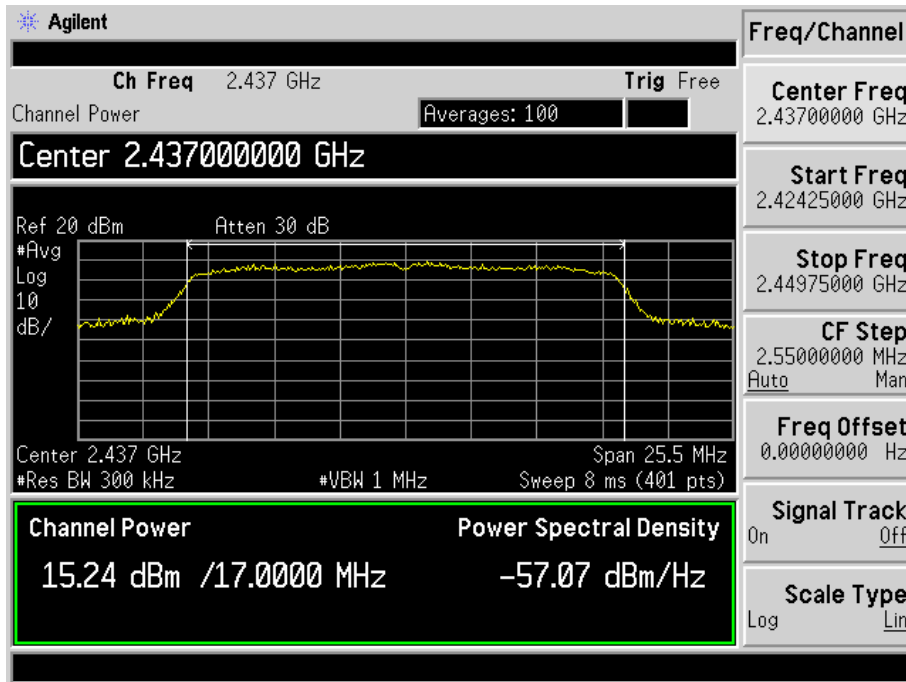 Agilent
Freq/Channel
Ch Freq 2.437 GHz Trig Free
Channel Power Averages: 100
Center 2.437000000 GHz
Ref 20 dBm Atten 30 dB
#Avg
Log
10
dB/
Center 2.437 GHz Span 25.5 MHz
#Res BW 300 kHz #VBW 1 MHz Sweep 8 ms (401 pts)
Channel Power Power Spectral Density
15.24 dBm /17.0000 MHz -57.07 dBm/Hz
Center Freq
2.43700000 GHz
Start Freq
2.42425000 GHz
Stop Freq
2.44975000 GHz
CF Step
2.55000000 MHz
Auto Man
Freq Offset
0.00000000 Hz
Signal Track
On Off
Scale Type
Log Lin